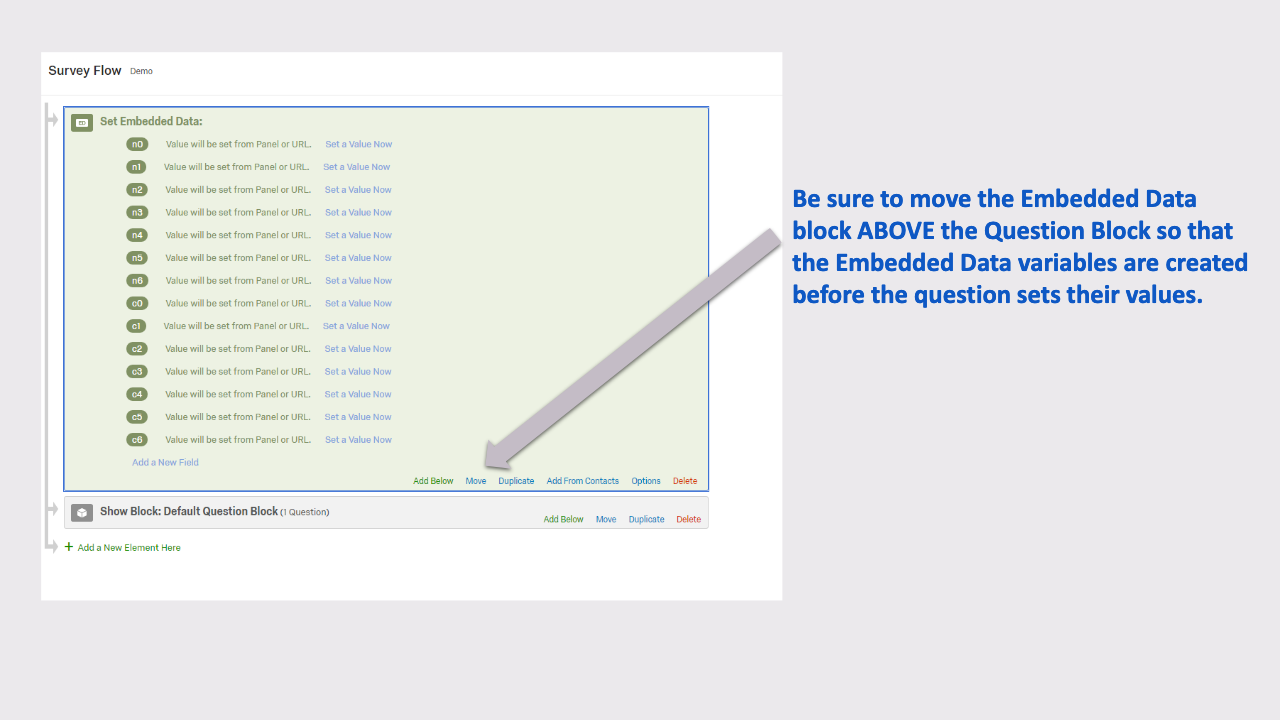 Survey Flow Demo
Set Embedded Data:
n0 Value will be set from Panel or URL. Set a Value Now
n1 Value will be set from Panel or URL. Set a Value Now
n2 Value will be set from Panel or URL. Set a Value Now
n3 Value will be set from Panel or URL. Set a Value Now
n4 Value will be set from Panel or URL. Set a Value Now
n5 Value will be set from Panel or URL. Set a Value Now
n6 Value will be set from Panel or URL. Set a Value Now
c0 Value will be set from Panel or URL. Set a Value Now
c1 Value will be set from Panel or URL. Set a Value Now
c2 Value will be set from Panel or URL. Set a Value Now
c3 Value will be set from Panel or URL. Set a Value Now
c4 Value will be set from Panel or URL. Set a Value Now
c5 Value will be set from Panel or URL. Set a Value Now
c6 Value will be set from Panel or URL. Set a Value Now
Add a New Field
Add Below Move Duplicate Add From Contacts Options Delete
Show Block: Default Question Block (1 Question)
Add Below Move Duplicate Delete
+ Add a New Element Here
Be sure to move the Embedded Data
block ABOVE the Question Block so that
the Embedded Data variables are created
before the question sets their values.